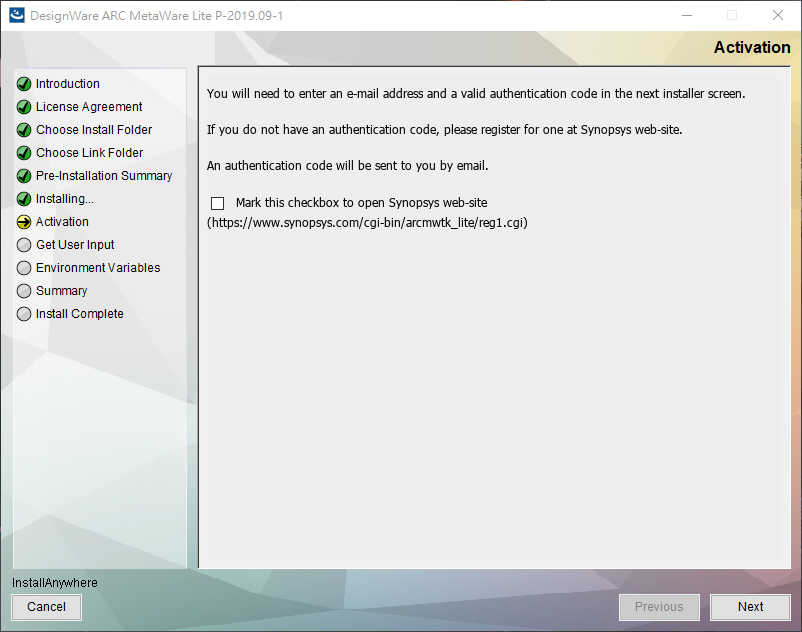 DesignWare ARC MetaWare Lite P-2019.09-1
Activation
Introduction
License Agreement
Choose Install Folder
Choose Link Folder
Pre-Installation Summary
Installing...
Activation
Get User Input
Environment Variables
Summary
Install Complete
You will need to enter an e-mail address and a valid authentication code in the next installer screen.
If you do not have an authentication code, please register for one at Synopsys web-site.
An authentication code will be sent to you by email.
Mark this checkbox to open Synopsys web-site
(https://www.synopsys.com/cgi-bin/arcmwtk_lite/reg1.cgi)
InstallAnywhere
Cancel
Previous
Next